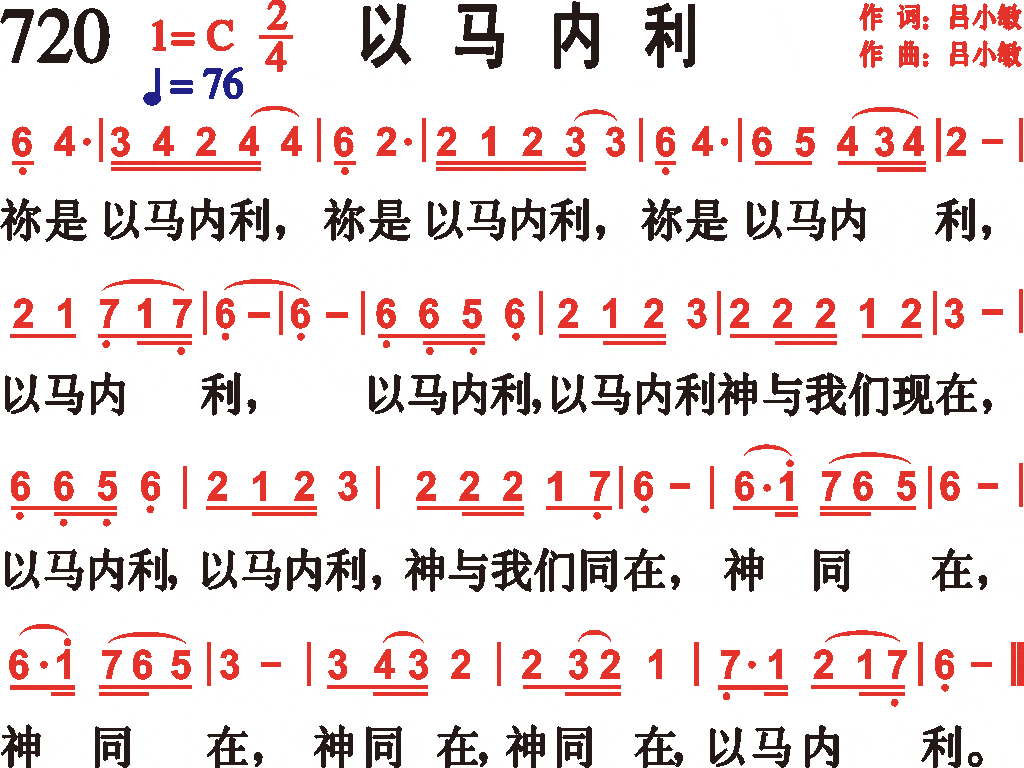 720 1=C 2/4 以马内利 作 词：吕小敏
♩=76 作 曲：吕小敏
6̣ 4·|3 4 2 4 4|6̣ 2·|2 1 2 3 3|6̣ 4·|6 5 4 3 4|2 －|
祢是 以马内利， 祢是 以马内利， 祢是 以马内 利，
2 1 7̣ 1 7̣|6̣ －|6̣ －|6̣ 6̣ 5̣ 6̣|2 1 2 3|2 2 2 1 2|3 －|
以马内 利， 以马内利，以马内利神与我们现在，
6̣ 6̣ 5̣ 6̣|2 1 2 3|2 2 2 1 7̣|6̣ －|6·1̇ 7 6 5|6 －|
以马内利，以马内利，神与我们同在， 神 同 在，
6·1̇ 7 6 5|3 －|3 4 3 2|2 3 2 1|7̣·1 2 1 7̣|6̣ －‖
神 同 在， 神同 在，神同 在，以马内 利。